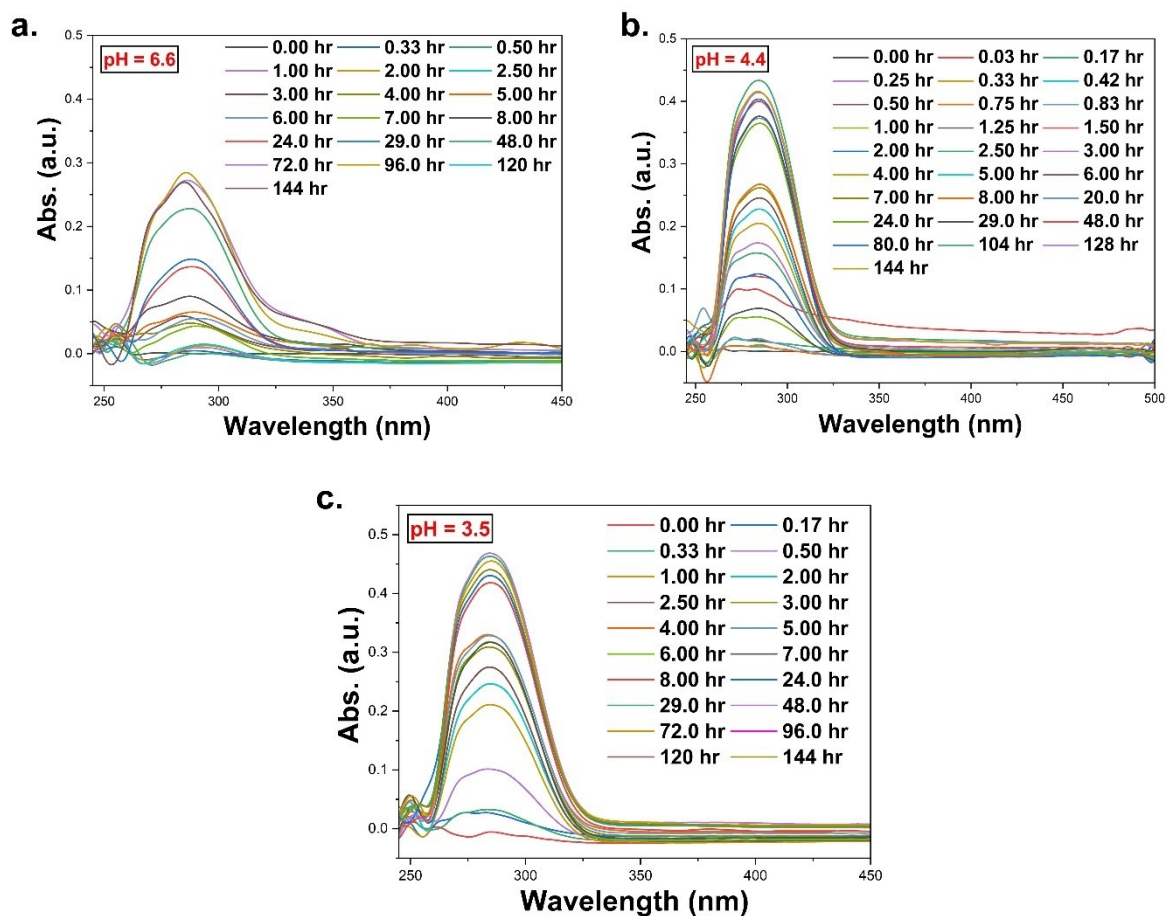 a.
pH = 6.6
0.00 hr 0.33 hr 0.50 hr
1.00 hr 2.00 hr 2.50 hr
3.00 hr 4.00 hr 5.00 hr
6.00 hr 7.00 hr 8.00 hr
24.0 hr 29.0 hr 48.0 hr
72.0 hr 96.0 hr 120 hr
144 hr
Abs. (a.u.)
0.5
0.4
0.3
0.2
0.1
0.0
250 300 350 400 450
Wavelength (nm)
b.
pH = 4.4
0.00 hr 0.03 hr 0.17 hr
0.25 hr 0.33 hr 0.42 hr
0.50 hr 0.75 hr 0.83 hr
1.00 hr 1.25 hr 1.50 hr
2.00 hr 2.50 hr 3.00 hr
4.00 hr 5.00 hr 6.00 hr
7.00 hr 8.00 hr 20.0 hr
24.0 hr 29.0 hr 48.0 hr
80.0 hr 104 hr 128 hr
144 hr
Abs. (a.u.)
0.5
0.4
0.3
0.2
0.1
0.0
250 300 350 400 450 500
Wavelength (nm)
c.
pH = 3.5
0.00 hr 0.17 hr
0.33 hr 0.50 hr
1.00 hr 2.00 hr
2.50 hr 3.00 hr
4.00 hr 5.00 hr
6.00 hr 7.00 hr
8.00 hr 24.0 hr
29.0 hr 48.0 hr
72.0 hr 96.0 hr
120 hr 144 hr
Abs. (a.u.)
0.5
0.4
0.3
0.2
0.1
0.0
250 300 350 400 450
Wavelength (nm)